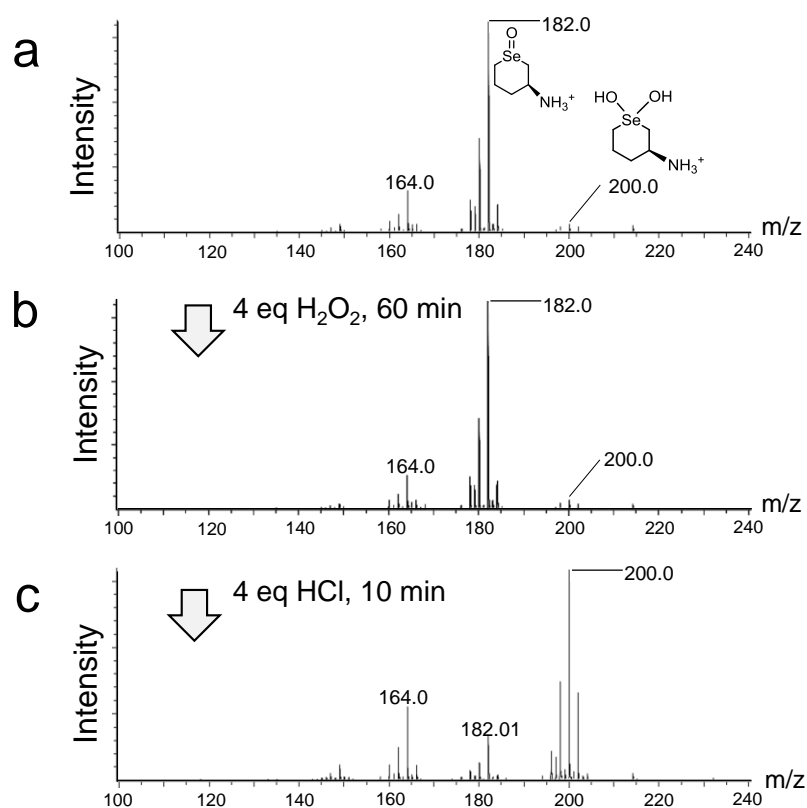 a
Intensity
182.0
O
Se
NH₃⁺
HO OH
Se
NH₃⁺
164.0
200.0
m/z
100 120 140 160 180 200 220 240
b
4 eq H₂O₂, 60 min
Intensity
182.0
164.0
200.0
m/z
100 120 140 160 180 200 220 240
c
4 eq HCl, 10 min
Intensity
200.0
164.0
182.01
m/z
100 120 140 160 180 200 220 240